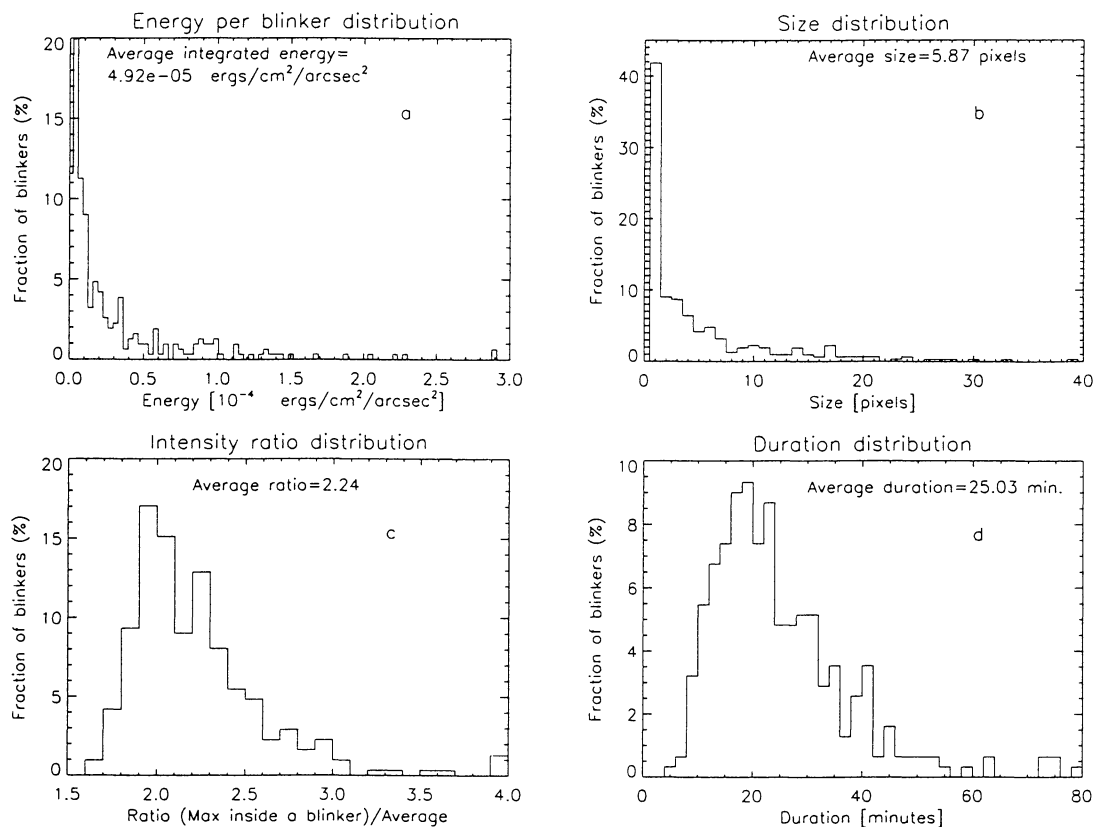 Energy per blinker distribution
Average integrated energy=
4.92e-05 ergs/cm²/arcsec²
a
Fraction of blinkers (%)
20
15
10
5
0
0.0 0.5 1.0 1.5 2.0 2.5 3.0
Energy [10⁻⁴ ergs/cm²/arcsec²]
Size distribution
Average size=5.87 pixels
b
Fraction of blinkers (%)
40
30
20
10
0
0 10 20 30 40
Size [pixels]
Intensity ratio distribution
Average ratio=2.24
c
Fraction of blinkers (%)
20
15
10
5
0
1.5 2.0 2.5 3.0 3.5 4.0
Ratio (Max inside a blinker)/Average
Duration distribution
Average duration=25.03 min.
d
Fraction of blinkers (%)
10
8
6
4
2
0
0 20 40 60 80
Duration [minutes]